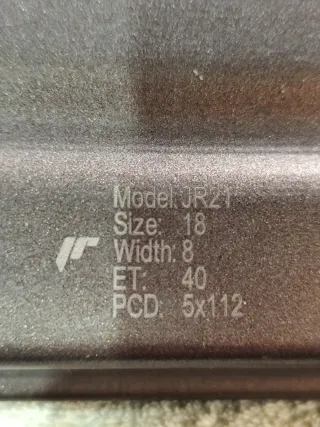 Model: JR21
Size: 18
Width: 8
ET: 40
PCD: 5x112